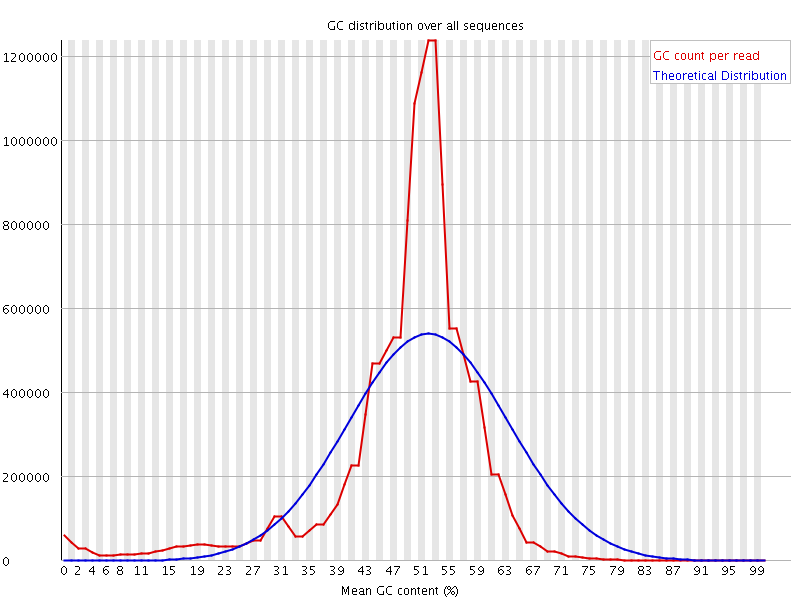 GC distribution over all sequences
GC count per read
Theoretical Distribution
1200000
1000000
800000
600000
400000
200000
0
0 2 4 6 8 11 15 19 23 27 31 35 39 43 47 51 55 59 63 67 71 75 79 83 87 91 95 99
Mean GC content (%)